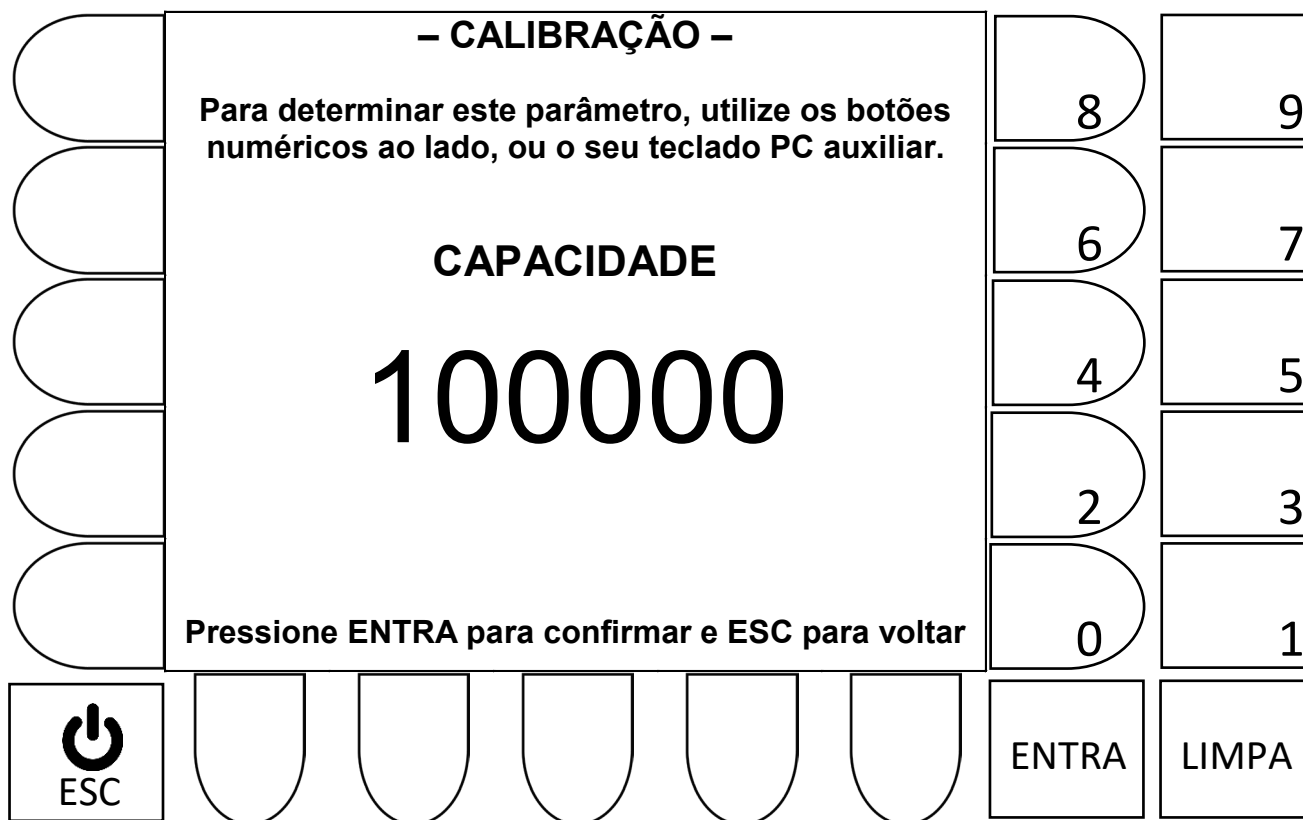 – CALIBRAÇÃO –
Para determinar este parâmetro, utilize os botões
numéricos ao lado, ou o seu teclado PC auxiliar.
CAPACIDADE
100000
Pressione ENTRA para confirmar e ESC para voltar
8 9
6 7
4 5
2 3
0 1
ESC
ENTRA LIMPA